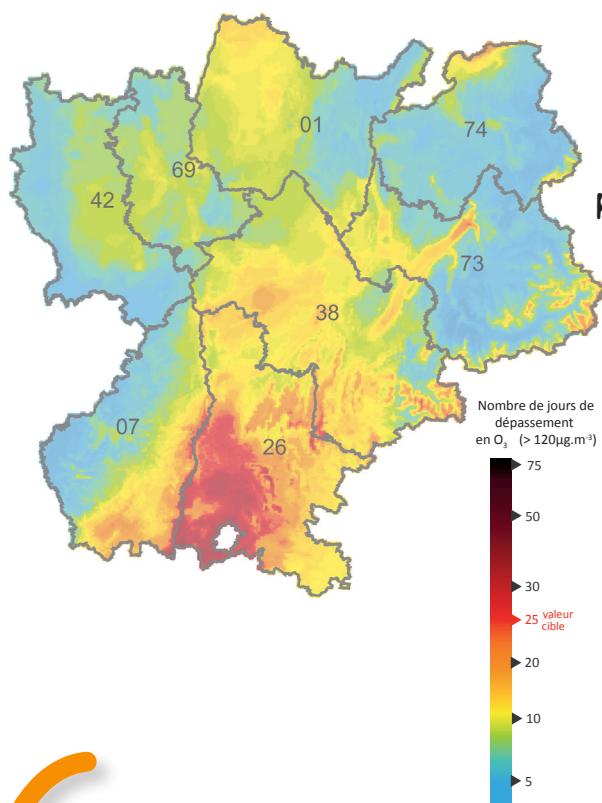 01
74
69
42
73
38
07
26
Nombre de jours de
dépassement
en O₃ (> 120µg.m⁻³)
75
50
30
25 valeur
cible
20
10
5